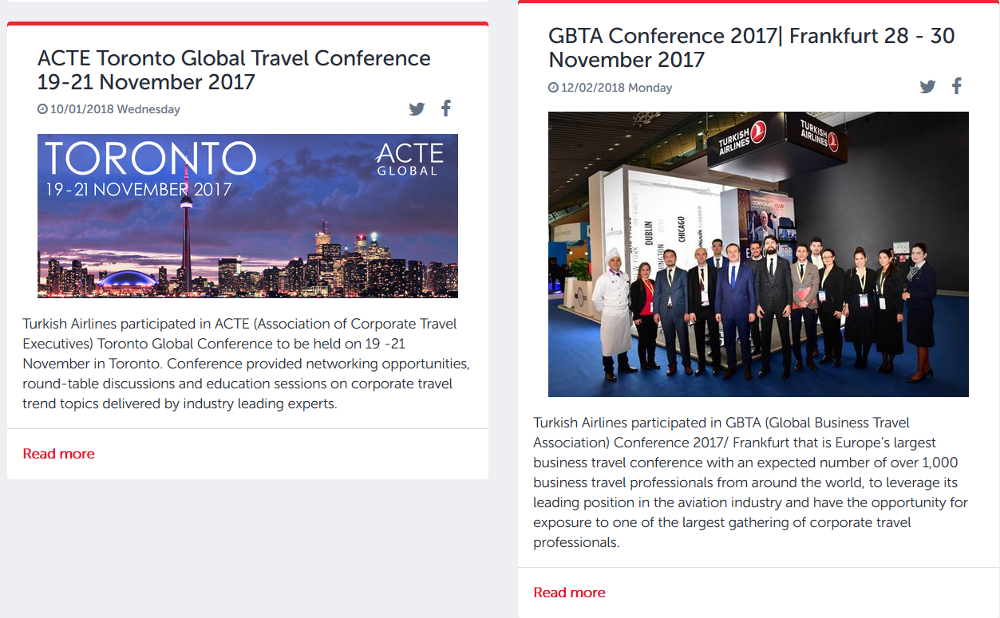 ACTE Toronto Global Travel Conference
19-21 November 2017
10/01/2018 Wednesday
TORONTO
19-21 NOVEMBER 2017
ACTE
GLOBAL
Turkish Airlines participated in ACTE (Association of Corporate Travel
Executives) Toronto Global Conference to be held on 19 -21
November in Toronto. Conference provided networking opportunities,
round-table discussions and education sessions on corporate travel
trend topics delivered by industry leading experts.
Read more
GBTA Conference 2017| Frankfurt 28 - 30
November 2017
12/02/2018 Monday
TURKISH
AIRLINES
TURKISH
AIRLINES
CORPORATE CLUB
DUBLIN
CHICAGO
Turkish Airlines participated in GBTA (Global Business Travel
Association) Conference 2017/ Frankfurt that is Europe’s largest
business travel conference with an expected number of over 1,000
business travel professionals from around the world, to leverage its
leading position in the aviation industry and have the opportunity for
exposure to one of the largest gathering of corporate travel
professionals.
Read more